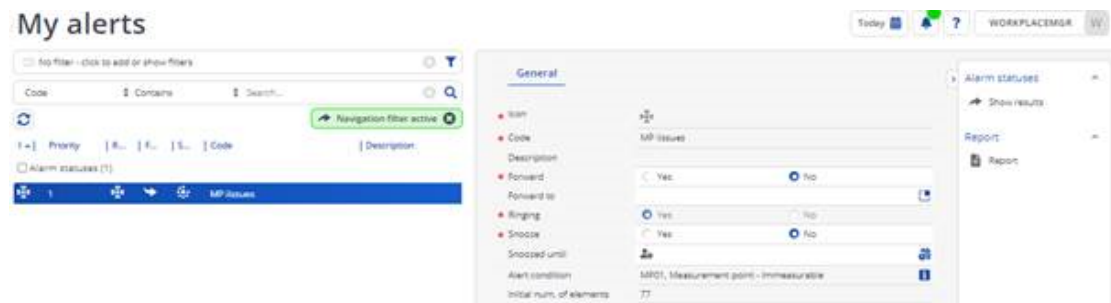 My alerts
Today
?
WORKPLACEMGR
W
No filter - click to add or show filters
Code
Contains
Search...
Navigation filter active
Priority
R...
F...
S...
Code
Description
Alarm statuses (1)
1
MP Issues
General
Icon
Code
MP Issues
Description
Forward
Yes
No
Forward to
Ringing
Yes
No
Snooze
Yes
No
Snoozed until
Alert condition
MP01, Measurement point - Immeasurable
Initial num. of elements
77
Alarm statuses
Show results
Report
Report